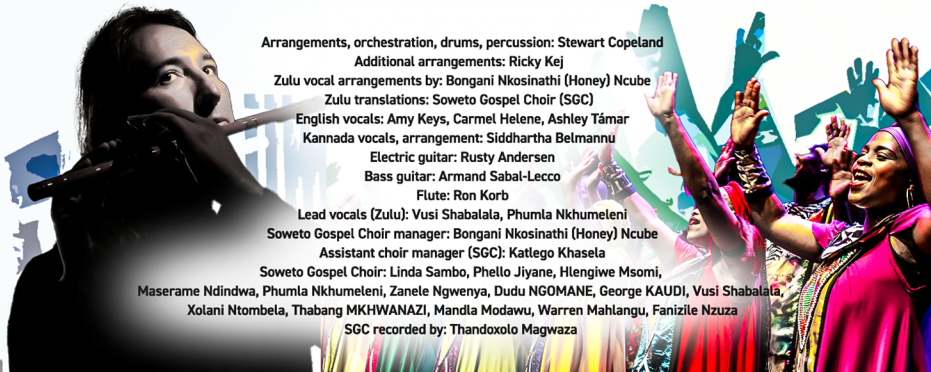 Arrangements, orchestration, drums, percussion: Stewart Copeland
Additional arrangements: Ricky Kej
Zulu vocal arrangements by: Bongani Nkosinathi (Honey) Ncube
Zulu translations: Soweto Gospel Choir (SGC)
English vocals: Amy Keys, Carmel Helene, Ashley Támar
Kannada vocals, arrangement: Siddhartha Belmannu
Electric guitar: Rusty Andersen
Bass guitar: Armand Sabal-Lecco
Flute: Ron Korb
Lead vocals (Zulu): Vusi Shabalala, Phumla Nkhumeleni
Soweto Gospel Choir manager: Bongani Nkosinathi (Honey) Ncube
Assistant choir manager (SGC): Katlego Khasela
Soweto Gospel Choir: Linda Sambo, Phello Jiyane, Hlengiwe Msomi,
Maserame Ndindwa, Phumla Nkhumeleni, Zanele Ngwenya, Dudu NGOMANE, George KAUDI, Vusi Shabalala,
Xolani Ntombela, Thabang MKHWANAZI, Mandla Modawu, Warren Mahlangu, Fanizile Nzuza
SGC recorded by: Thandoxolo Magwaza